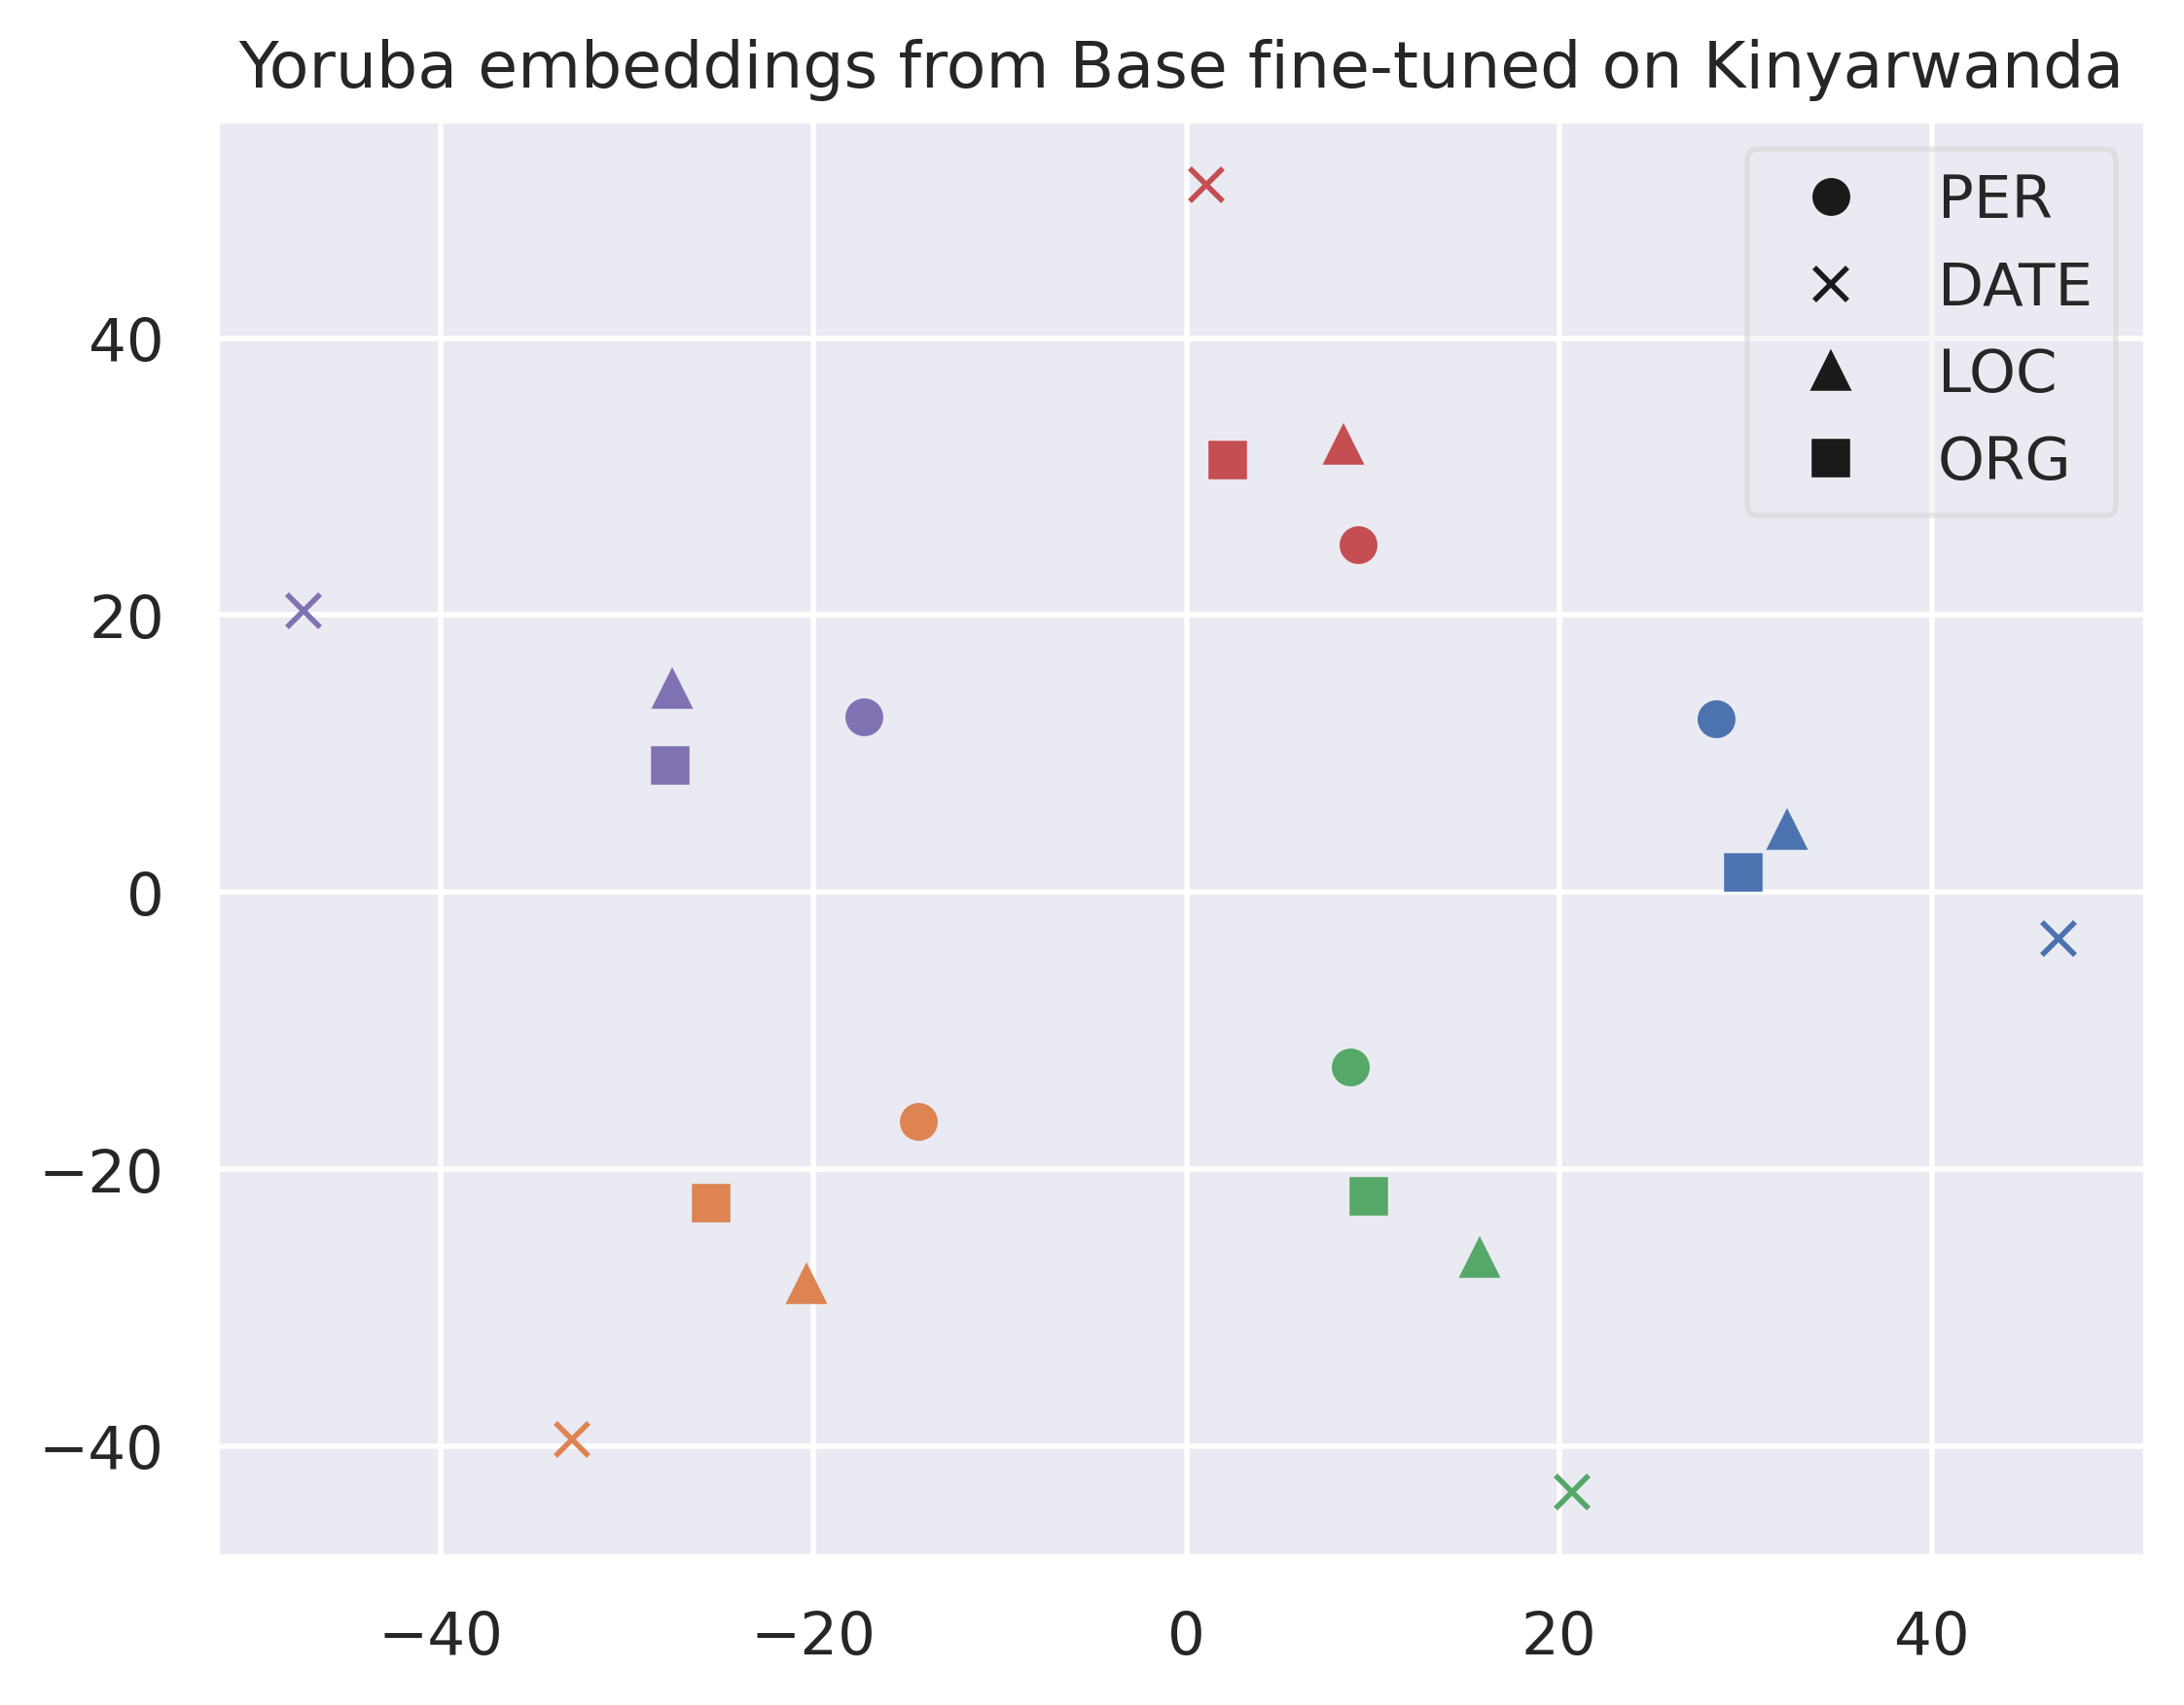 Yoruba embeddings from Base fine-tuned on Kinyarwanda
PER
DATE
LOC
ORG
40
20
0
−20
−40
−40 −20 0 20 40